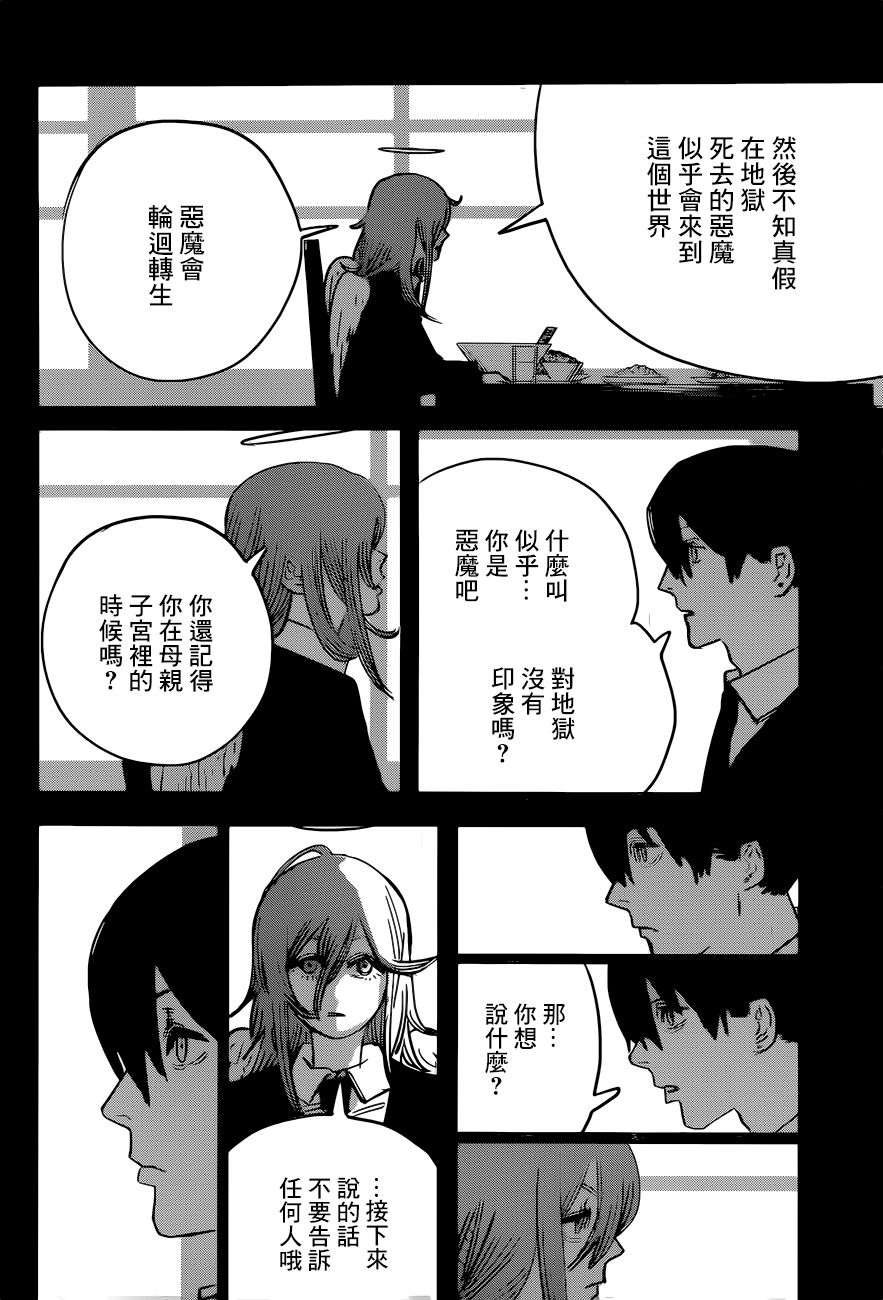 然後不知真假
在地獄
死去的惡魔
似乎會來到
這個世界
惡魔會
輪迴轉生
什麼叫
似乎…
你是
惡魔吧
對地獄
沒有
印象嗎?
你還記得
你在母親
子宮裡的
時候嗎?
那…
你想
說什麼?
…接下來
說的話
不要告訴
任何人哦